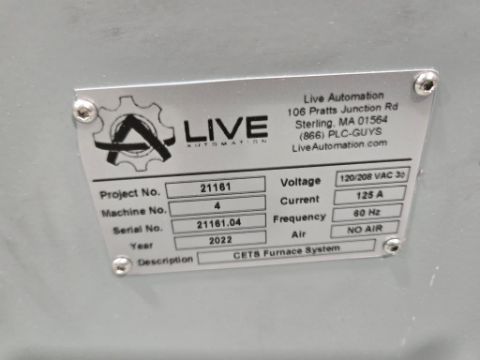 LIVE
AUTOMATION
Live Automation
106 Pratts Junction Rd
Sterling, MA 01564
(866) PLC-GUYS
LiveAutomation.com
Project No. 21161
Machine No. 4
Serial No. 21161.04
Year 2022
Voltage 120/208 VAC 3⌀
Current 125 A
Frequency 60 Hz
Air NO AIR
Description CETS Furnace System